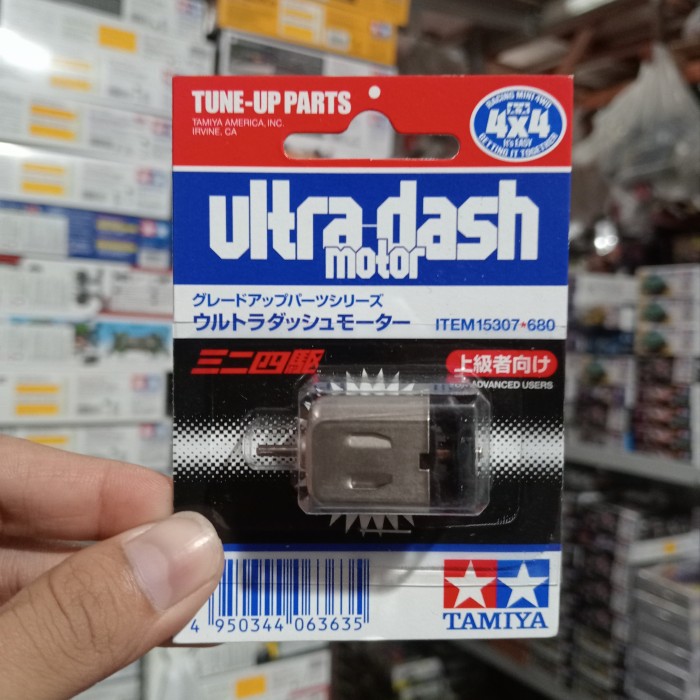 TUNE-UP PARTS
TAMIYA AMERICA, INC.
IRVINE, CA
RACING MINI 4WD
4x4
IT'S EASY
GETTING IT TOGETHER
ultra-dash
motor
グレードアップパーツシリーズ
ウルトラダッシュモーター
ITEM15307★680
三二四駆
上級者向け
ADVANCED USERS
4 950344 063635
TAMIYA